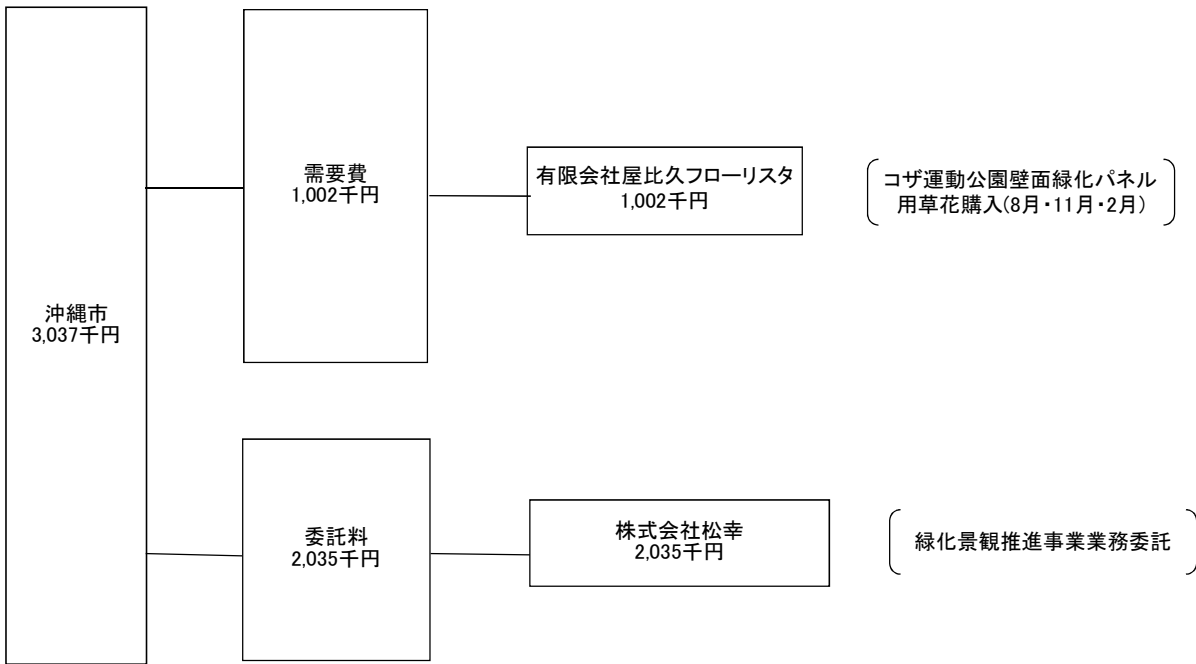 沖縄市
3,037千円
需要費
1,002千円
有限会社屋比久フローリスタ
1,002千円
コザ運動公園壁面緑化パネル
用草花購入(8月・11月・2月)
委託料
2,035千円
株式会社松幸
2,035千円
緑化景観推進事業業務委託